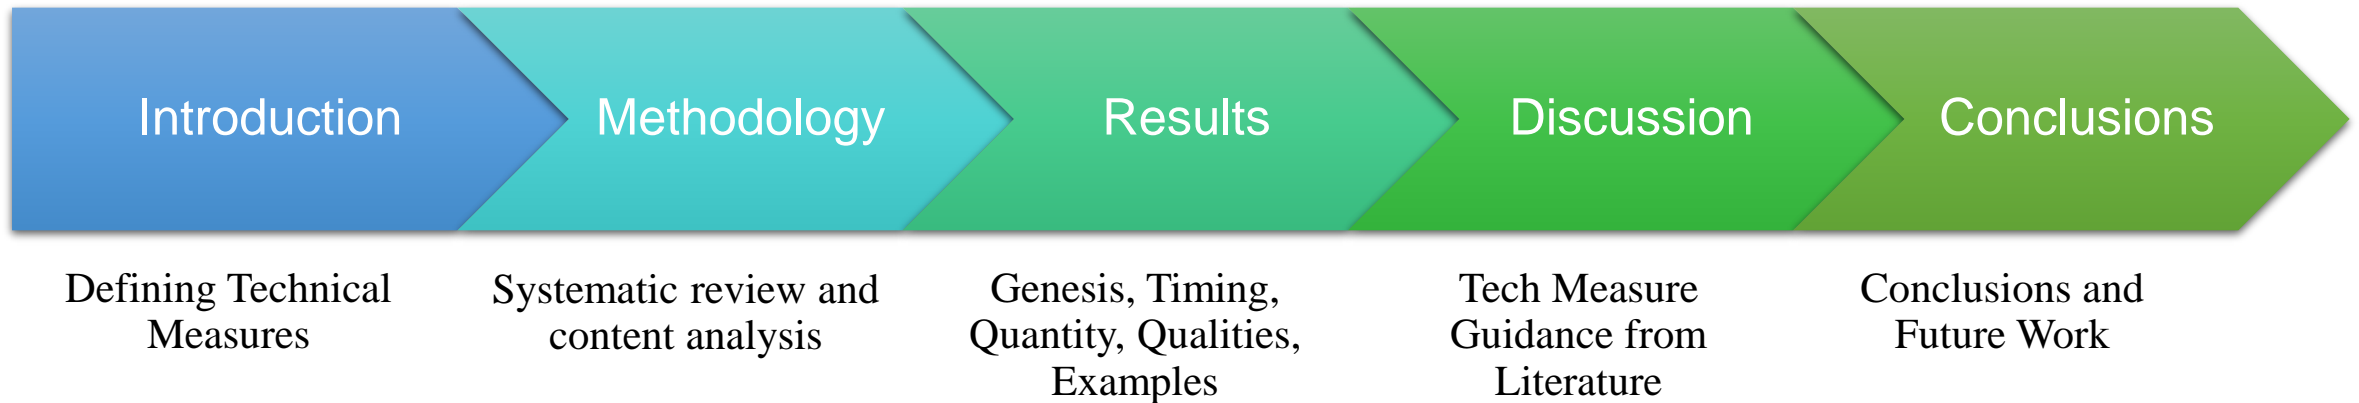 Introduction
Methodology
Results
Discussion
Conclusions
Defining Technical
Measures
Systematic review and
content analysis
Genesis, Timing,
Quantity, Qualities,
Examples
Tech Measure
Guidance from
Literature
Conclusions and
Future Work